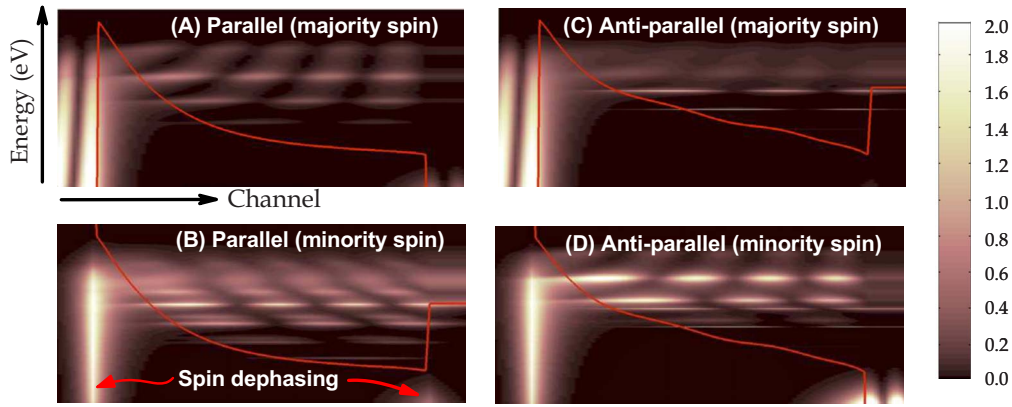 (A) Parallel (majority spin)
(C) Anti-parallel (majority spin)
Energy (eV)
Channel
(B) Parallel (minority spin)
(D) Anti-parallel (minority spin)
Spin dephasing
2.0
1.8
1.6
1.4
1.2
1.0
0.8
0.6
0.4
0.2
0.0